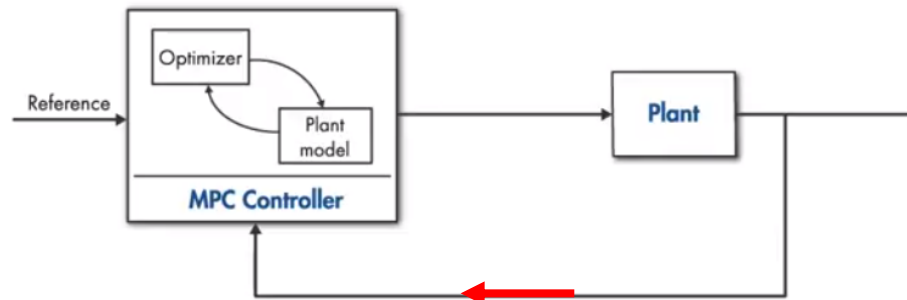 Optimizer
Reference
Plant
model
MPC Controller
Plant